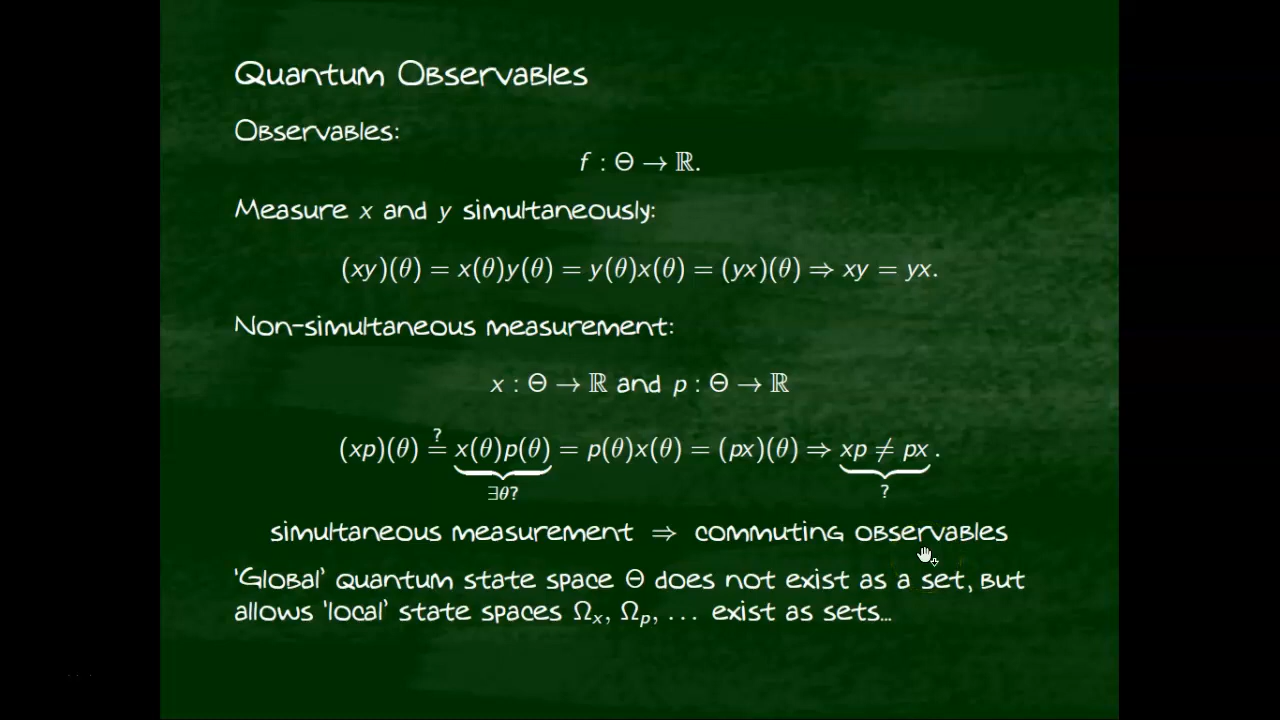 Quantum Observables
Observables:
f : Θ → ℝ.
Measure x and y simultaneously:
(xy)(θ) = x(θ)y(θ) = y(θ)x(θ) = (yx)(θ) ⇒ xy = yx.
Non-simultaneous measurement:
x : Θ → ℝ and p : Θ → ℝ
(xp)(θ) ≟ x(θ)p(θ) = p(θ)x(θ) = (px)(θ) ⇒ xp ≠ px.
∃θ? ?
simultaneous measurement ⇒ commuting observables
'Global' quantum state space Θ does not exist as a set, but
allows 'local' state spaces Ωₓ, Ωₚ, ... exist as sets...